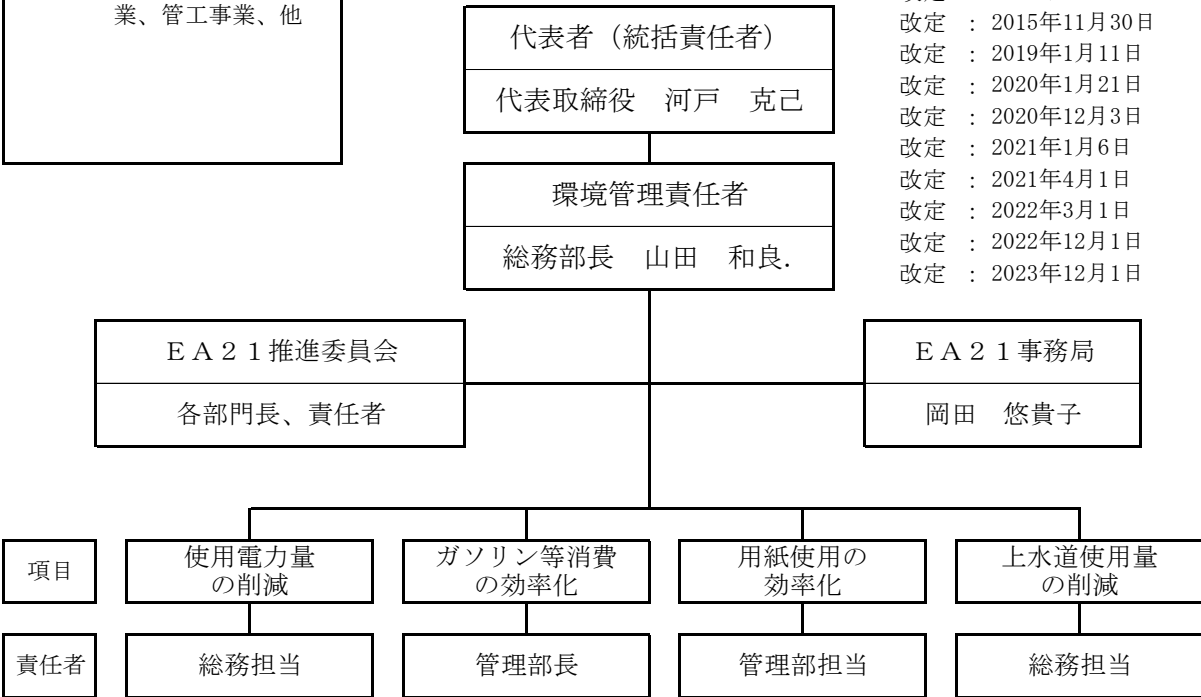 業、管工事業、他
代表者（統括責任者）
代表取締役　河戸　克己
環境管理責任者
総務部長　山田　和良.
改定　：　2015年11月30日
改定　：　2019年1月11日
改定　：　2020年1月21日
改定　：　2020年12月3日
改定　：　2021年1月6日
改定　：　2021年4月1日
改定　：　2022年3月1日
改定　：　2022年12月1日
改定　：　2023年12月1日
ＥＡ２１推進委員会
各部門長、責任者
ＥＡ２１事務局
岡田　悠貴子
項目
使用電力量
の削減
ガソリン等消費
の効率化
用紙使用の
効率化
上水道使用量
の削減
責任者
総務担当
管理部長
管理部担当
総務担当